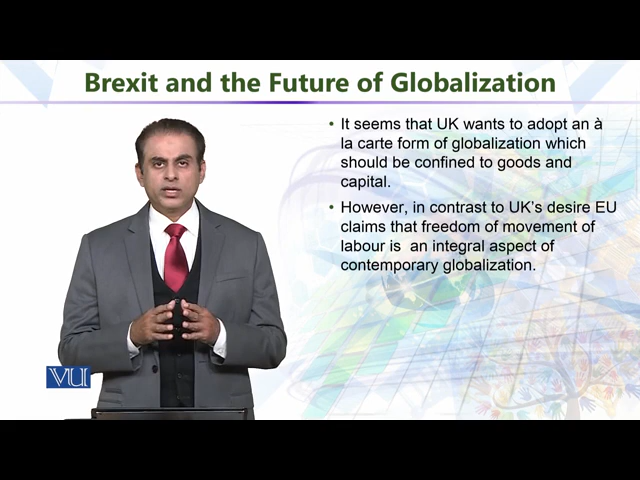 Brexit and the Future of Globalization
• It seems that UK wants to adopt an à
la carte form of globalization which
should be confined to goods and
capital.
• However, in contrast to UK's desire EU
claims that freedom of movement of
labour is an integral aspect of
contemporary globalization.
VU